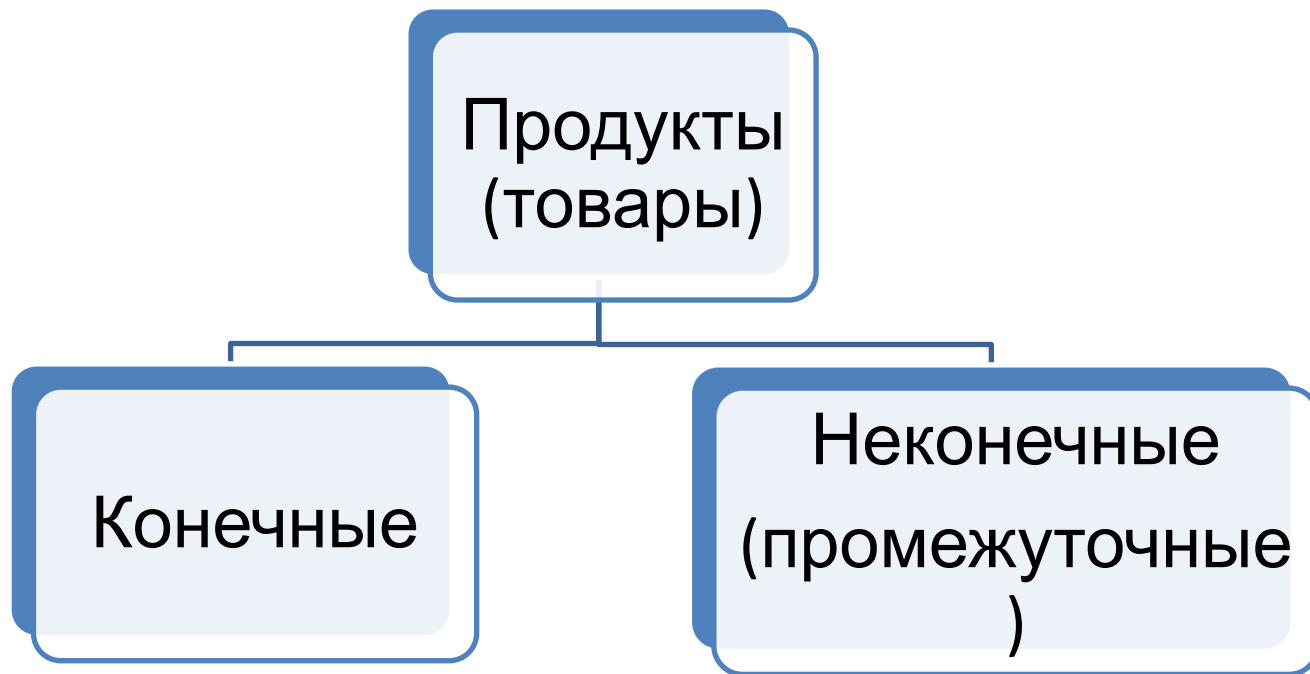 Продукты
(товары)
Конечные
Неконечные
(промежуточные
)